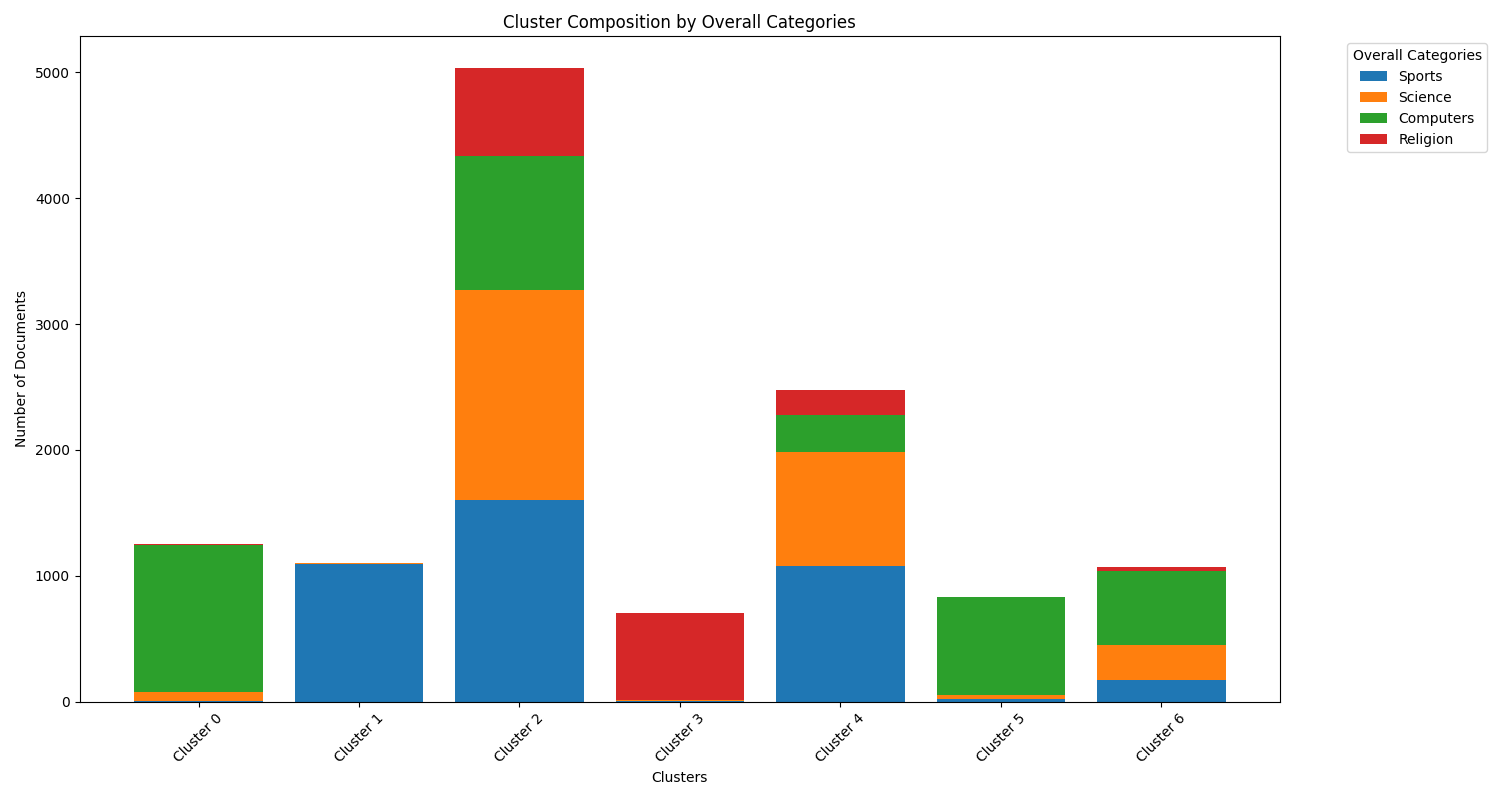 Cluster Composition by Overall Categories
Overall Categories
Sports
Science
Computers
Religion
Number of Documents
5000
4000
3000
2000
1000
0
Cluster 0
Cluster 1
Cluster 2
Cluster 3
Cluster 4
Cluster 5
Cluster 6
Clusters